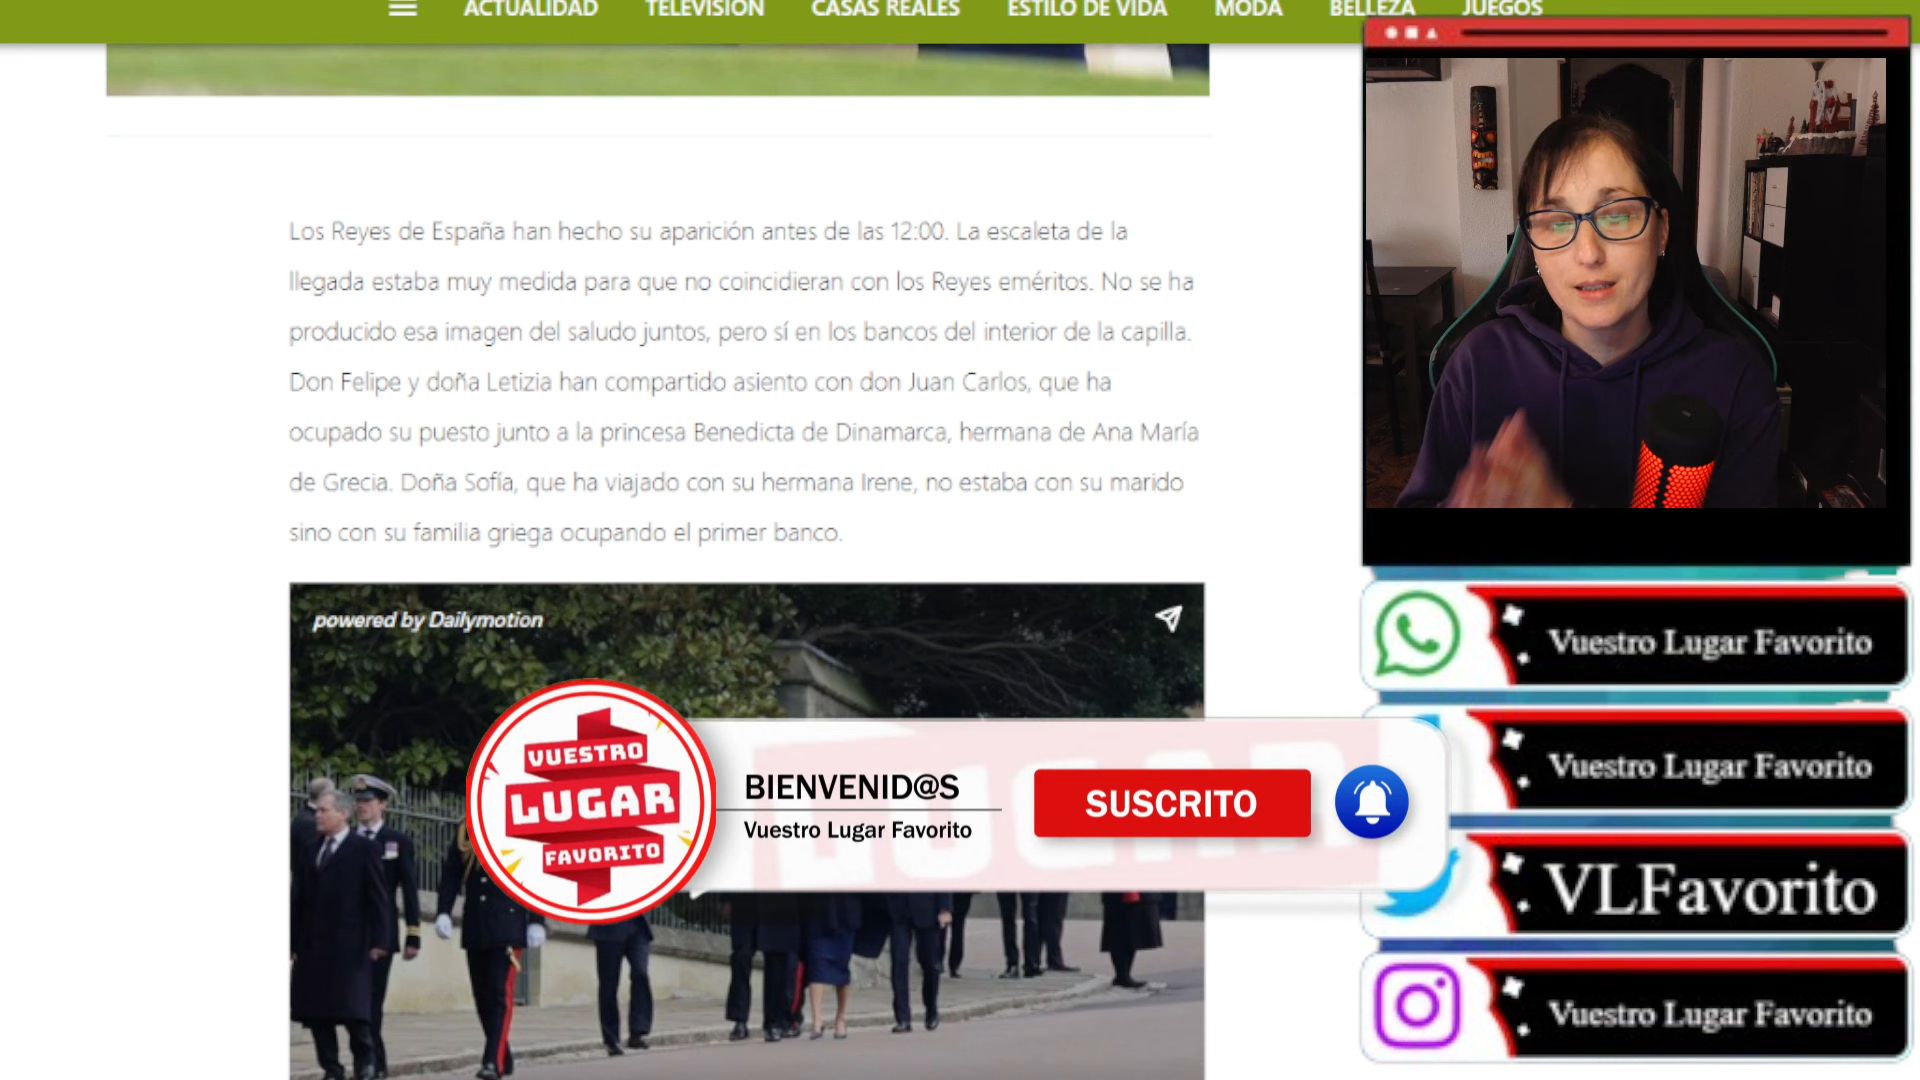 ACTUALIDAD TELEVISIÓN CASAS REALES ESTILO DE VIDA MODA BELLEZA JUEGOS
Los Reyes de España han hecho su aparición antes de las 12:00. La escaleta de la
llegada estaba muy medida para que no coincidieran con los Reyes eméritos. No se ha
producido esa imagen del saludo juntos, pero sí en los bancos del interior de la capilla.
Don Felipe y doña Letizia han compartido asiento con don Juan Carlos, que ha
ocupado su puesto junto a la princesa Benedicta de Dinamarca, hermana de Ana María
de Grecia. Doña Sofía, que ha viajado con su hermana Irene, no estaba con su marido
sino con su familia griega ocupando el primer banco.
powered by Dailymotion
VUESTRO
LUGAR
FAVORITO
BIENVENID@S
Vuestro Lugar Favorito
SUSCRITO
LUGAR
Vuestro Lugar Favorito
Vuestro Lugar Favorito
VLFavorito
Vuestro Lugar Favorito